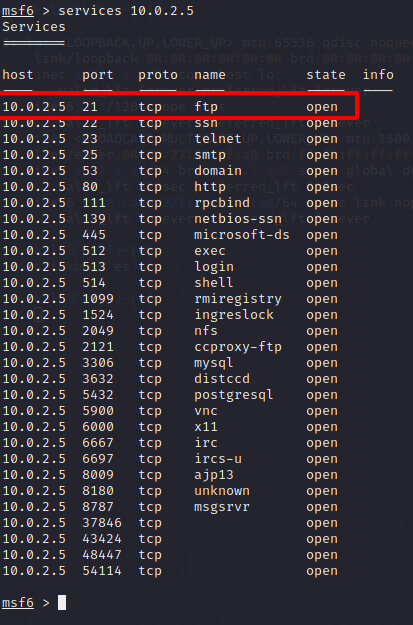 msf6 > services 10.0.2.5
Services
========
host port proto name state info
---- ---- ----- ---- ----- ----
10.0.2.5 21 tcp ftp open
10.0.2.5 22 tcp ssh open
10.0.2.5 23 tcp telnet open
10.0.2.5 25 tcp smtp open
10.0.2.5 53 tcp domain open
10.0.2.5 80 tcp http open
10.0.2.5 111 tcp rpcbind open
10.0.2.5 139 tcp netbios-ssn open
10.0.2.5 445 tcp microsoft-ds open
10.0.2.5 512 tcp exec open
10.0.2.5 513 tcp login open
10.0.2.5 514 tcp shell open
10.0.2.5 1099 tcp rmiregistry open
10.0.2.5 1524 tcp ingreslock open
10.0.2.5 2049 tcp nfs open
10.0.2.5 2121 tcp ccproxy-ftp open
10.0.2.5 3306 tcp mysql open
10.0.2.5 3632 tcp distccd open
10.0.2.5 5432 tcp postgresql open
10.0.2.5 5900 tcp vnc open
10.0.2.5 6000 tcp x11 open
10.0.2.5 6667 tcp irc open
10.0.2.5 6697 tcp ircs-u open
10.0.2.5 8009 tcp ajp13 open
10.0.2.5 8180 tcp unknown open
10.0.2.5 8787 tcp msgsrvr open
10.0.2.5 37846 tcp open
10.0.2.5 43424 tcp open
10.0.2.5 48447 tcp open
10.0.2.5 54114 tcp open
msf6 >